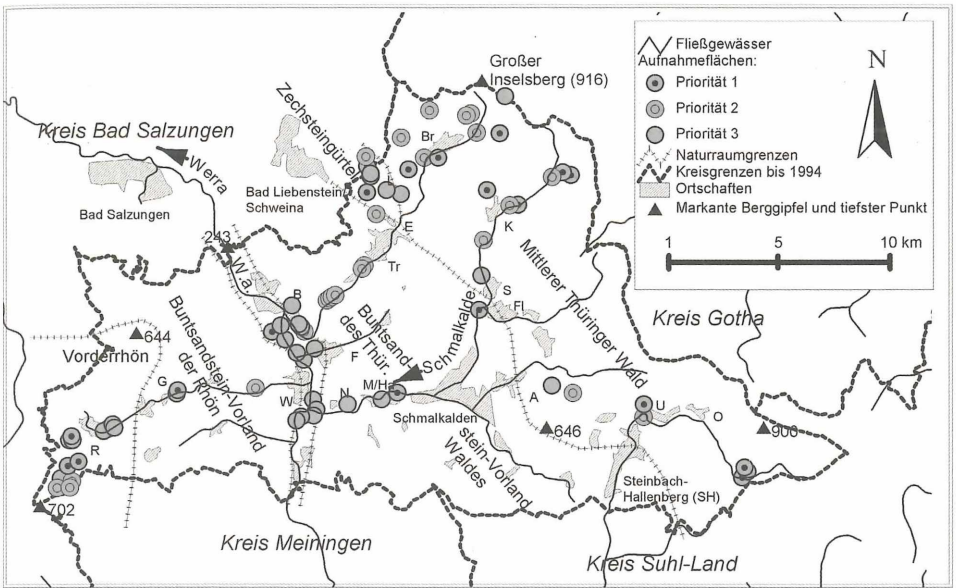 Großer
Inselsberg (916)
Fließgewässer
Aufnahmeflächen:
Priorität 1
Priorität 2
Priorität 3
Naturraumgrenzen
Kreisgrenzen bis 1994
Ortschaften
Markante Berggipfel und tiefster Punkt
1 5 10 km
N
Kreis Bad Salzungen
Zechsteingürtel
Br
Werra
Bad Salzungen
Bad Liebenstein/
Schweina
L
E
K
243
W.a.
Tr
Mittlerer Thüringer Wald
B
S
Fl
Kreis Gotha
Buntsandstein-Vorland
der Rhön
Buntsand-
des Thür.
Schmalkalde
644
Vorderrhön
F
G
M/Ha
N
W
A
U
O
Schmalkalden
stein-Vorland
Waldes
646
900
R
Steinbach-
Hallenberg (SH)
702
Kreis Meiningen
Kreis Suhl-Land